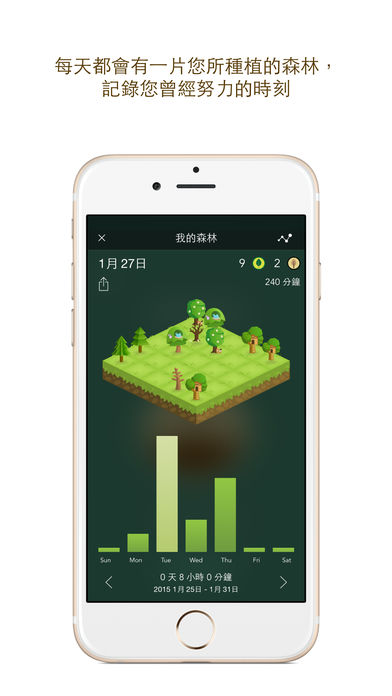 每天都會有一片您所種植的森林，
記錄您曾經努力的時刻
× 我的森林
1月27日 9 2
240 分鐘
Sun Mon Tue Wed Thu Fri Sat
0 天 8 小時 0 分鐘
2015 1月 25日 - 1月 31日